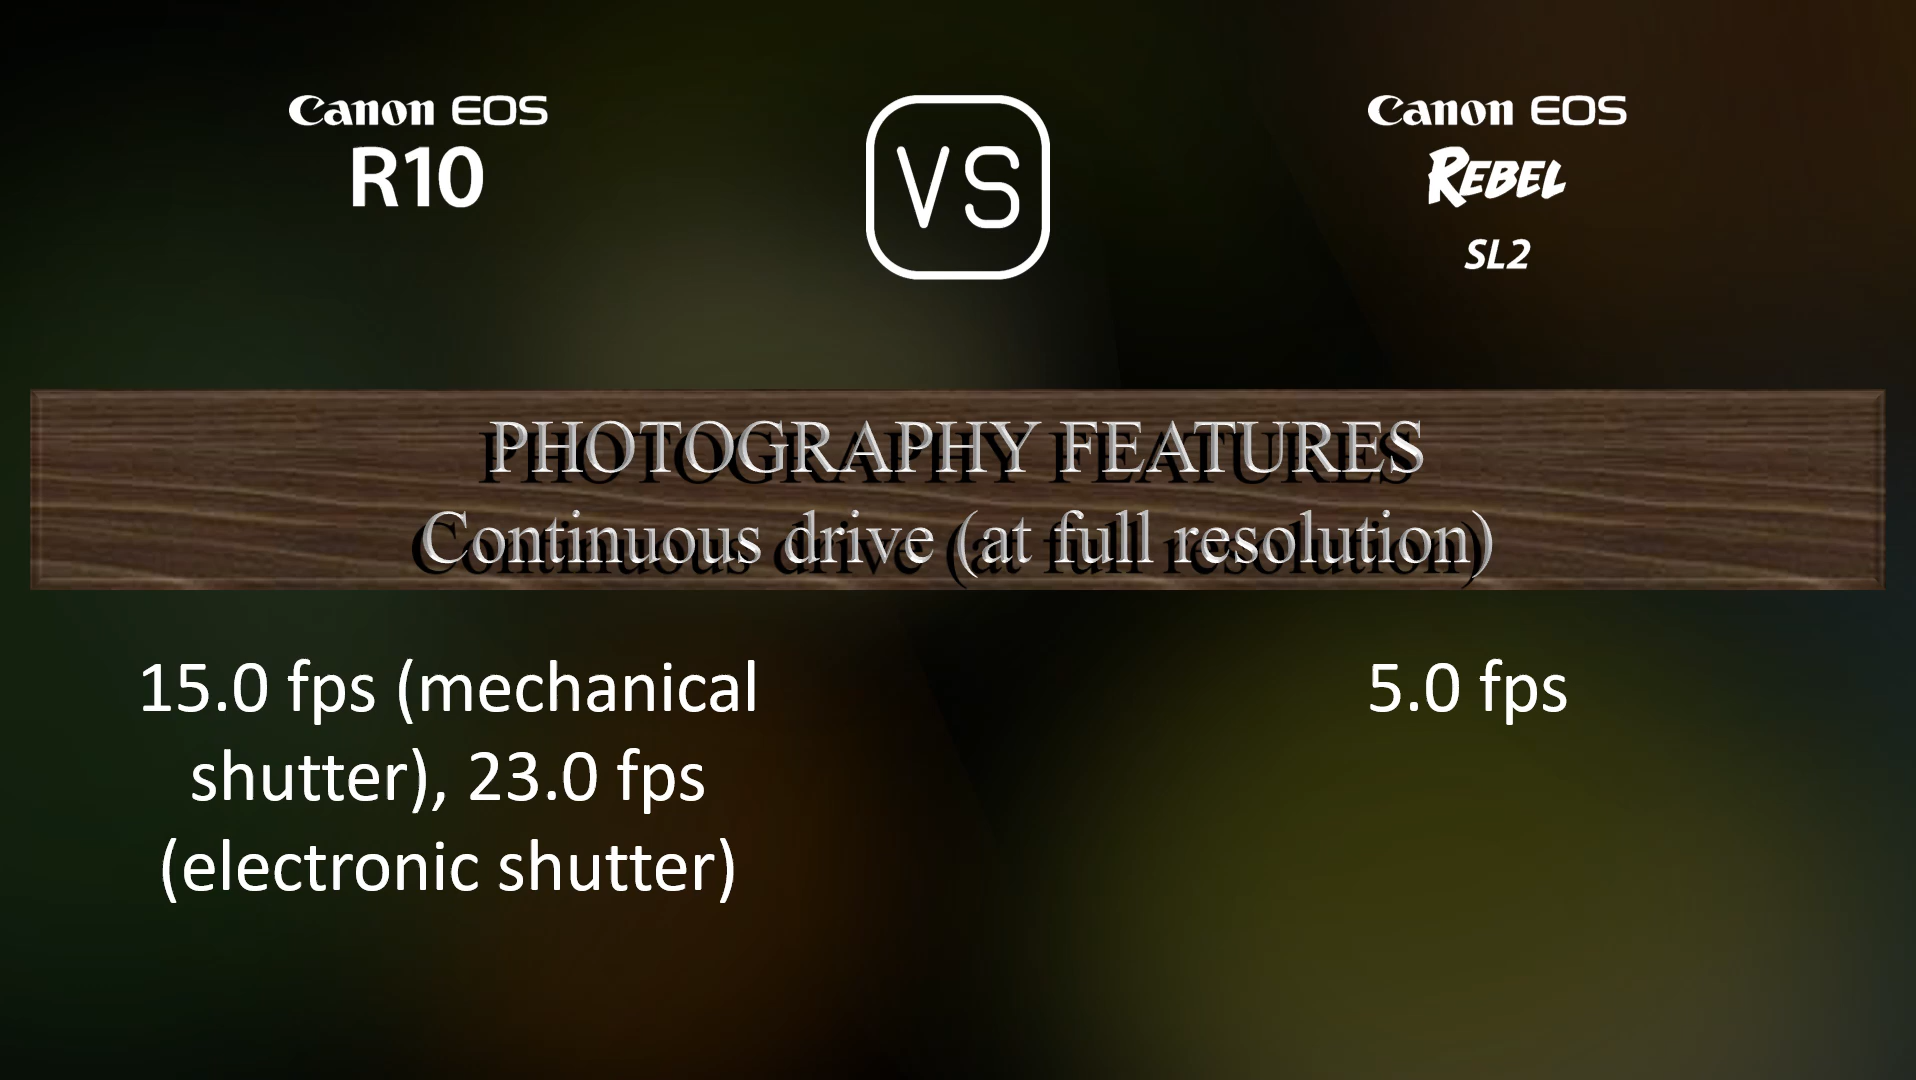 Canon EOS
R10
VS
Canon EOS
REBEL
SL2
PHOTOGRAPHY FEATURES
Continuous drive (at full resolution)
15.0 fps (mechanical
shutter), 23.0 fps
(electronic shutter)
5.0 fps